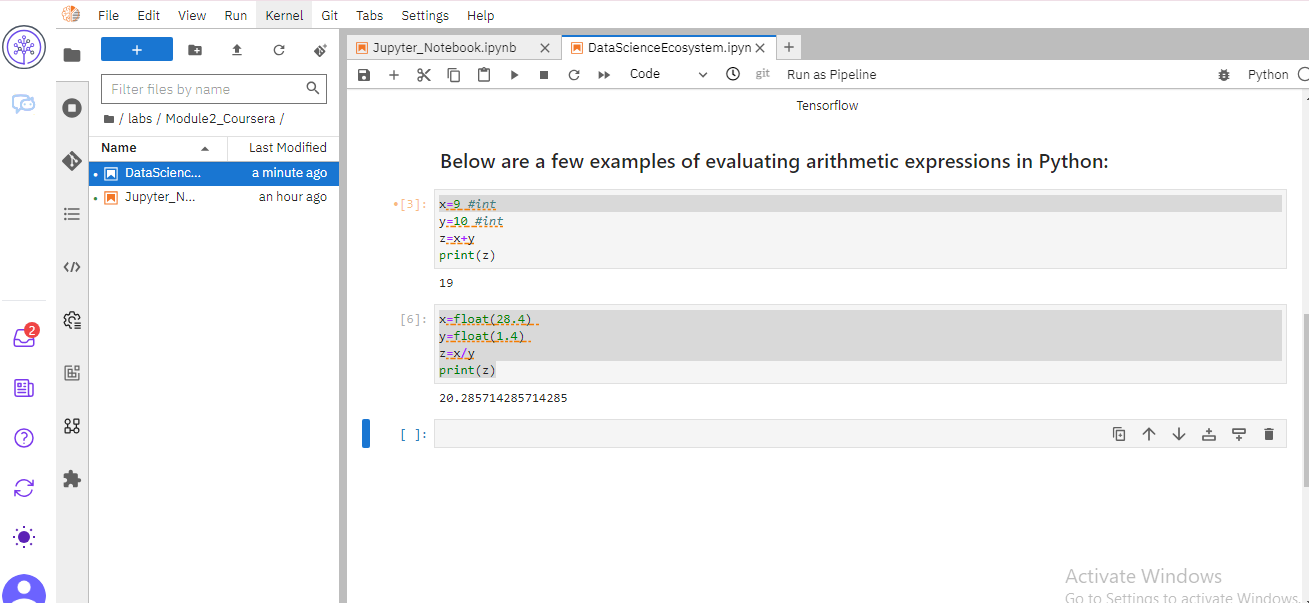 File Edit View Run Kernel Git Tabs Settings Help
+
Jupyter_Notebook.ipynb
DataScienceEcosystem.ipyn
+
Filter files by name
Code
git
Run as Pipeline
Python
/ labs / Module2_Coursera /
Name
Last Modified
DataScienc...
a minute ago
Jupyter_N...
an hour ago
2
Tensorflow
Below are a few examples of evaluating arithmetic expressions in Python:
[3]:
x=9 #int
y=10 #int
z=x+y
print(z)
19
[6]:
x=float(28.4)
y=float(1.4)
z=x/y
print(z)
20.285714285714285
[ ]:
Activate Windows
Go to Settings to activate Windows.